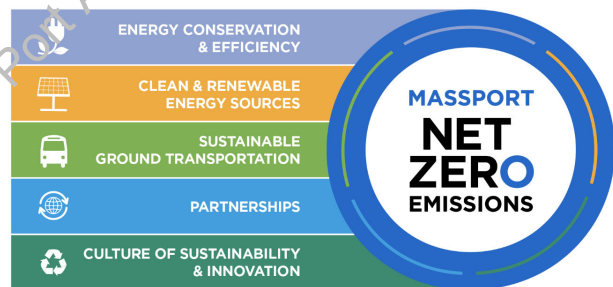 ENERGY CONSERVATION
& EFFICIENCY
CLEAN & RENEWABLE
ENERGY SOURCES
SUSTAINABLE
GROUND TRANSPORTATION
PARTNERSHIPS
CULTURE OF SUSTAINABILITY
& INNOVATION
MASSPORT
NET
ZERO
EMISSIONS
Port